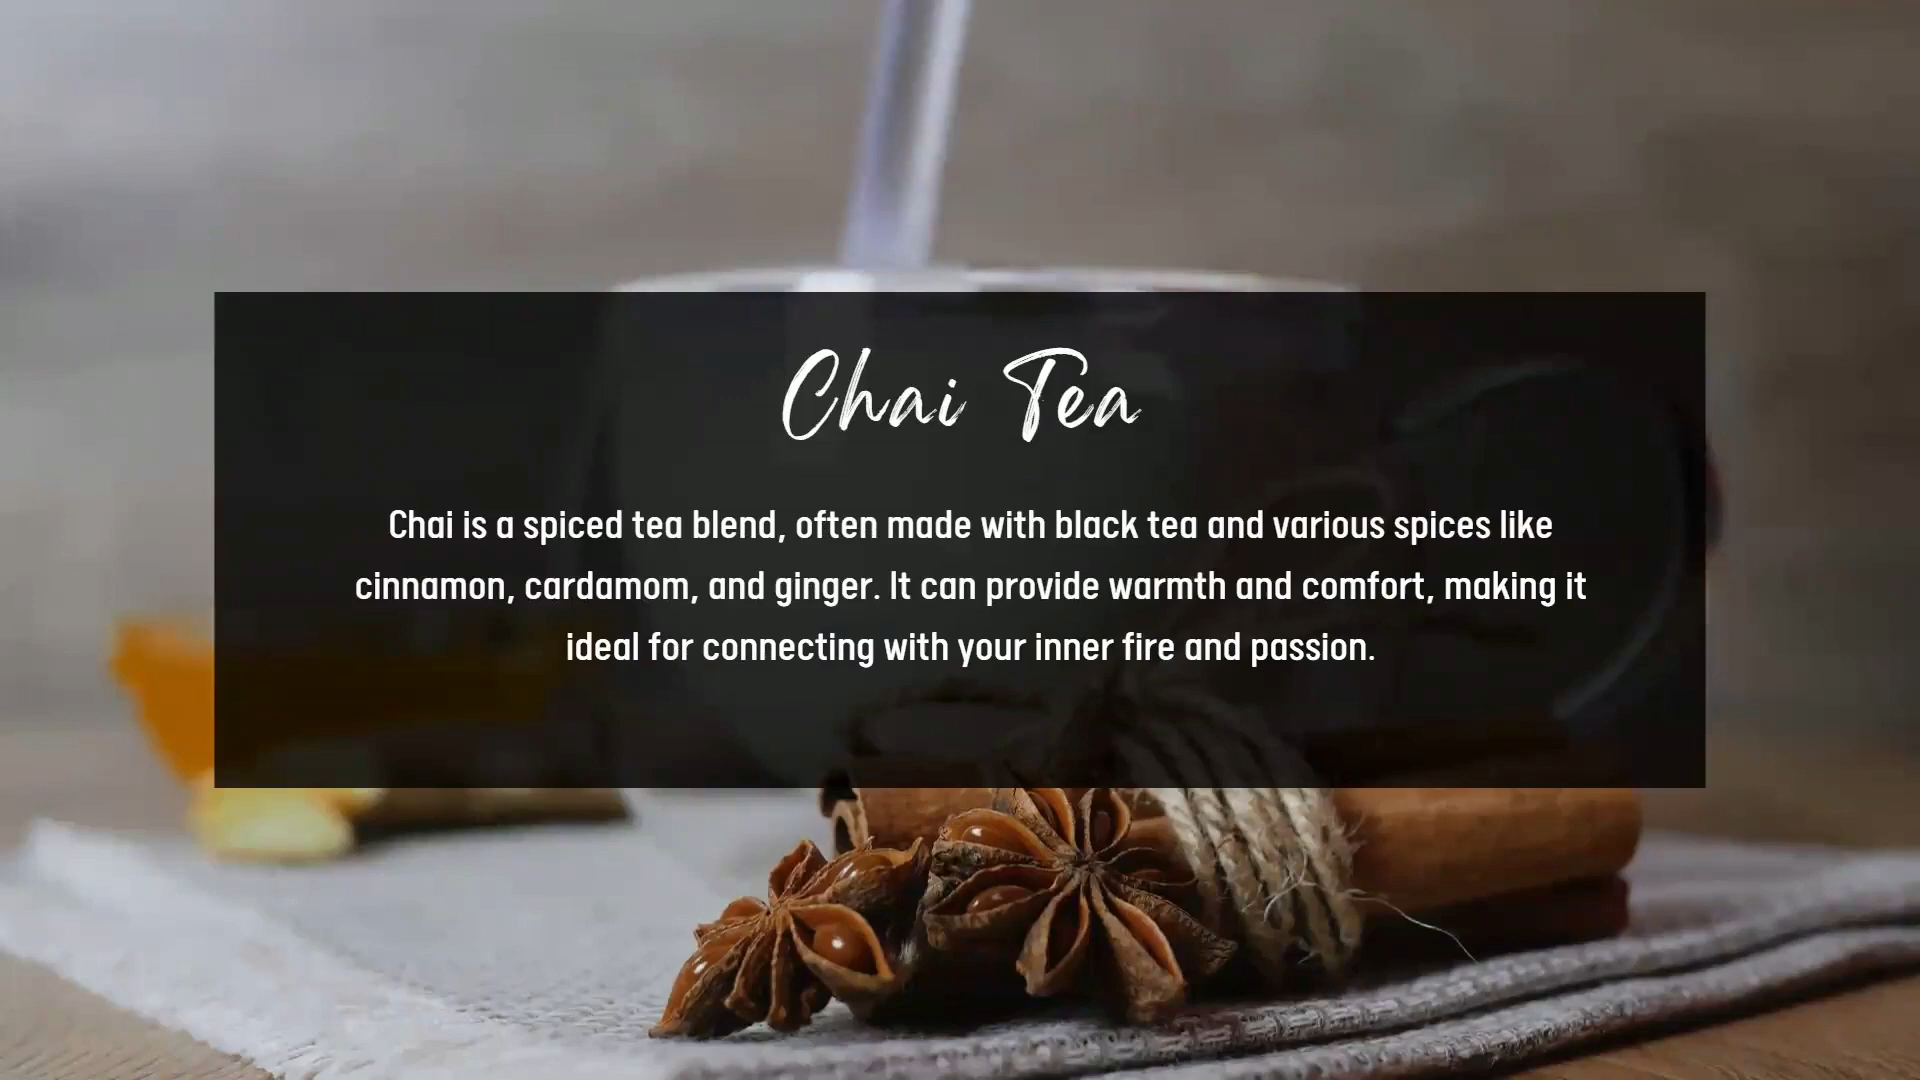 Chai Tea
Chai is a spiced tea blend, often made with black tea and various spices like
cinnamon, cardamom, and ginger. It can provide warmth and comfort, making it
ideal for connecting with your inner fire and passion.